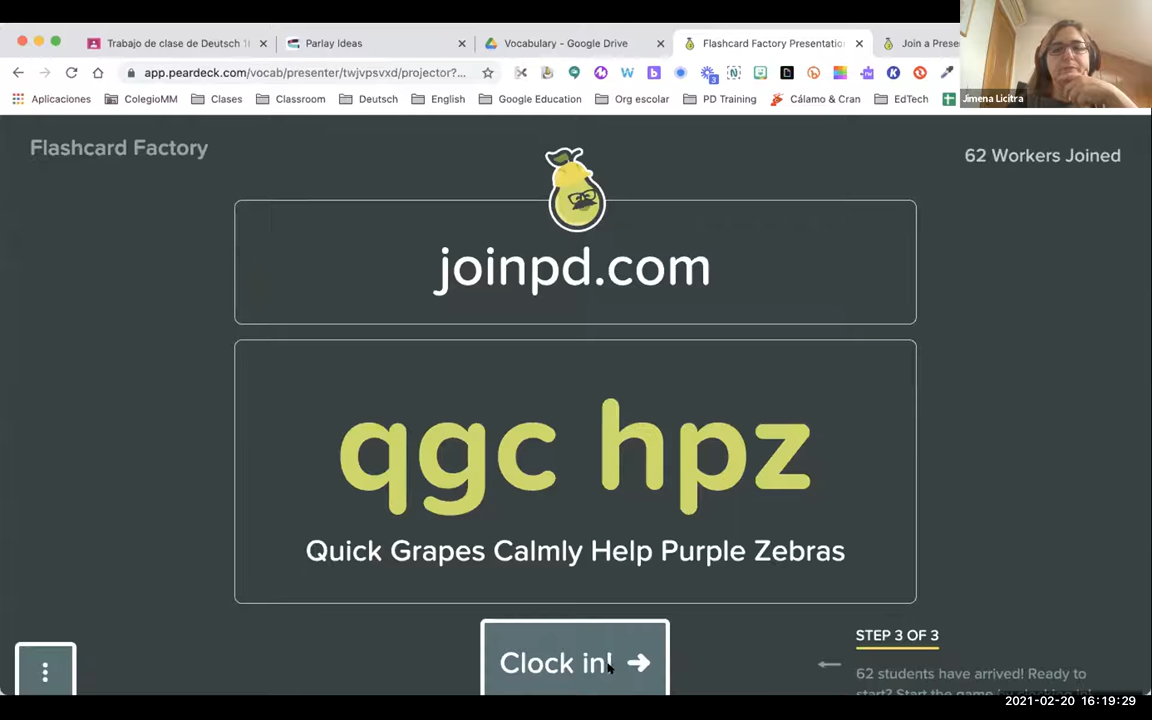 Trabajo de clase de Deutsch 1
Parlay Ideas
Vocabulary - Google Drive
Flashcard Factory Presentatio
Join a Prese
app.peardeck.com/vocab/presenter/twjvpsvxd/projector?...
Aplicaciones
ColegioMM
Clases
Classroom
Deutsch
English
Google Education
Org escolar
PD Training
Cálamo & Cran
EdTech
Jimena Licitra
Flashcard Factory
62 Workers Joined
joinpd.com
qgc hpz
Quick Grapes Calmly Help Purple Zebras
Clock in!
STEP 3 OF 3
62 students have arrived! Ready to
2021-02-20 16:19:29